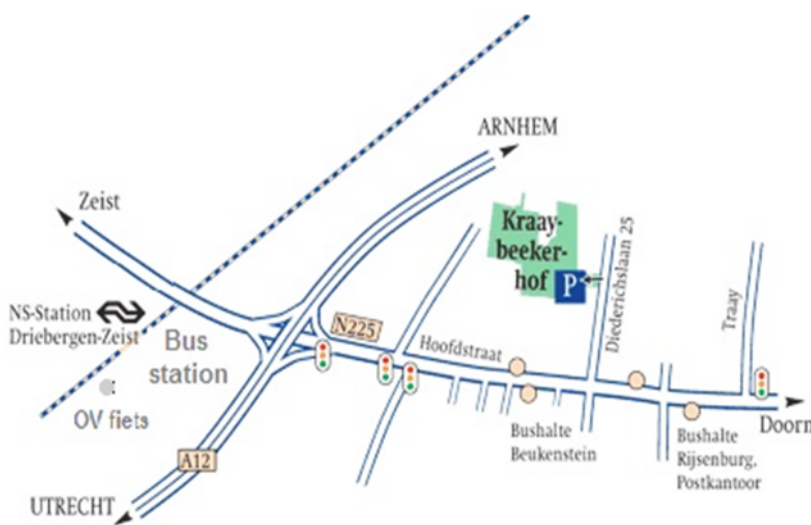 ARNHEM
Zeist
Kraay-
beeker-
hof
P
Diederichslaan 25
Traay
NS-Station
Driebergen-Zeist
Bus
station
N225
Hoofdstraat
OV fiets
Bushalte
Beukenstein
Bushalte
Rijsenburg,
Postkantoor
Doorn
A12
UTRECHT